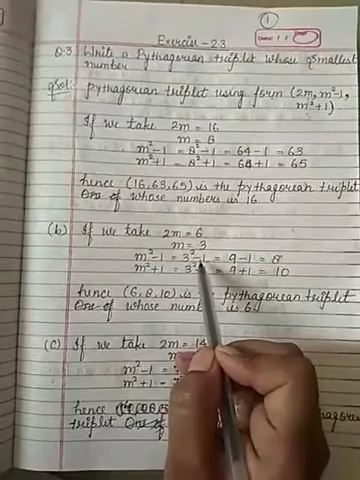 ①
Exercise - 2.3
Date: / /
Q.3 Write a Pythagorean triplet whose smallest
number
Sol: pythagorean triplet using form (2m, m²-1,
m²+1)
If we take 2m = 16
m = 8
m²-1 = 8²-1 = 64-1 = 63
m²+1 = 8²+1 = 64+1 = 65
hence (16,63,65) is the pythagorean triplet
One of whose numbers is 16
(b) If we take 2m = 6
m = 3
m²-1 = 3²-1 = 9-1 = 8
m²+1 = 3² = 9+1 = 10
hence (6,8,10) is pythagorean triplet
One of whose number is 6
(c) If we take 2m = 14
m²-1 =
m²+1 =
hence
triplet One of